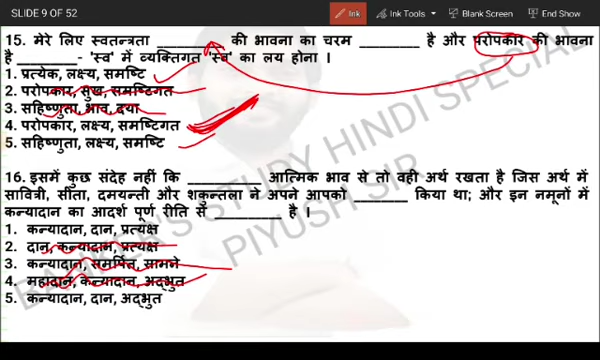 SLIDE 9 OF 52
Ink Ink Tools Blank Screen End Show
15. मेरे लिए स्वतन्त्रता ________ की भावना का चरम ________ है और परोपकार की भावना
है ________- 'स्व' में व्यक्तिगत 'स्व' का लय होना ।
1. प्रत्येक, लक्ष्य, समष्टि
2. परोपकार, सुख, समष्टिगत
3. सहिष्णुता, भाव, दया
4. परोपकार, लक्ष्य, समष्टिगत
5. सहिष्णुता, लक्ष्य, समष्टि
16. इसमें कुछ संदेह नहीं कि ________ आत्मिक भाव से तो वही अर्थ रखता है जिस अर्थ में
सावित्री, सीता, दमयन्ती और शकुन्तला ने अपने आपको ________ किया था; और इन नमूनों में
कन्यादान का आदर्श पूर्ण रीति से ________ है ।
1. कन्यादान, दान, प्रत्यक्ष
2. दान, कन्यादान, प्रत्यक्ष
3. कन्यादान, समर्पित, सामने
4. महादान, कन्यादान, अद्भुत
5. कन्यादान, दान, अद्भुत
BANKER'S STUDY HINDI SPECIAL
PIYUSH SIR